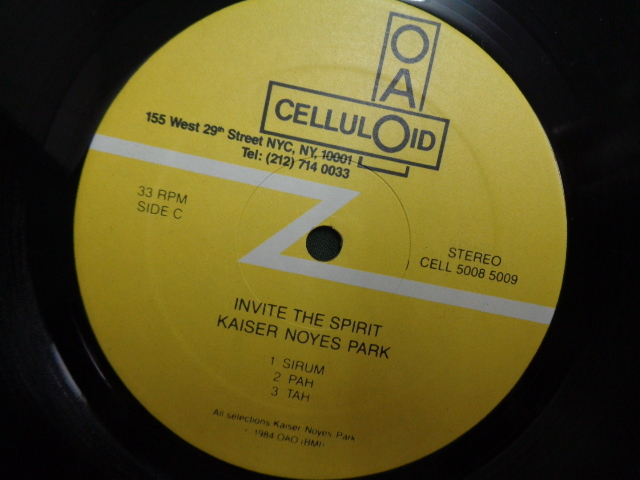 OAO
CELLULOID
155 West 29th Street NYC, NY, 10001
Tel: (212) 714 0033
33 RPM
SIDE C
STEREO
CELL 5008 5009
INVITE THE SPIRIT
KAISER NOYES PARK
1 SIRUM
2 PAH
3 TAH
All selections Kaiser Noyes Park
1984 OAO (BMI)